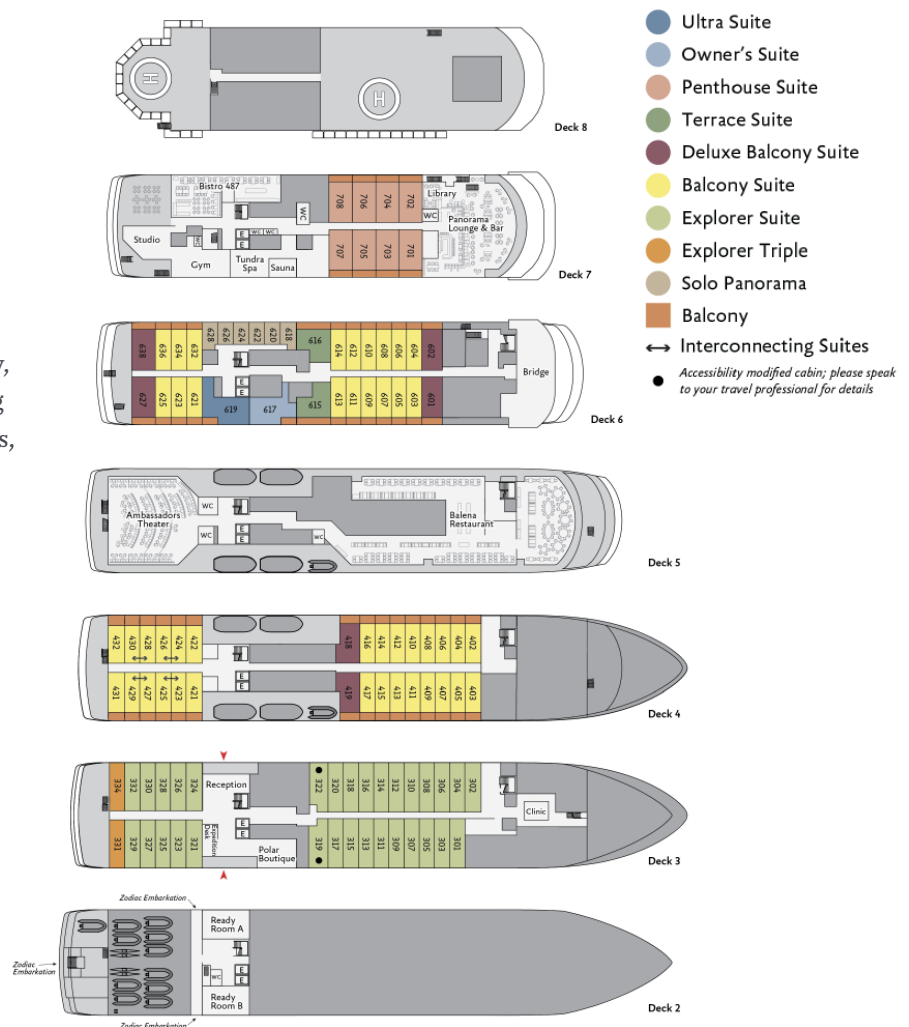 Ultra Suite
Owner's Suite
Penthouse Suite
Terrace Suite
Deluxe Balcony Suite
Balcony Suite
Explorer Suite
Explorer Triple
Solo Panorama
Balcony
Interconnecting Suites
Accessibility modified cabin; please speak
to your travel professional for details
y,
g
s,
H
H
Deck 8
Bistro 487
WC
708 706 704 702
Library
WC
Panorama
Lounge & Bar
Studio
WC
E
E
WC WC
Gym
Tundra
Spa
Sauna
707 705 703 701
Deck 7
638 636 634 632 628 626 624 622 620 618 616 614 612 610 608 606 604 602
E
E
Bridge
627 625 623 621 619 617 615 613 611 609 607 605 603 601
Deck 6
Ambassadors
Theater
WC
WC
E
E
WC
Balena
Restaurant
Deck 5
432 430 428 426 424 422 418 416 414 412 410 408 406 404 402
E
E
431 429 427 425 423 421 419 417 415 413 411 409 407 405 403
Deck 4
334 332 330 328 326 324
Reception
322 320 318 316 314 312 310 308 306 304 302
E
E
Clinic
331 329 327 325 323 321
Expedition
Desk
Polar
Boutique
319 317 315 313 311 309 307 305 303 301
Deck 3
Zodiac Embarkation
Ready
Room A
Zodiac
Embarkation
WC
E
E
Ready
Room B
Deck 2
Zodiac Embarkation